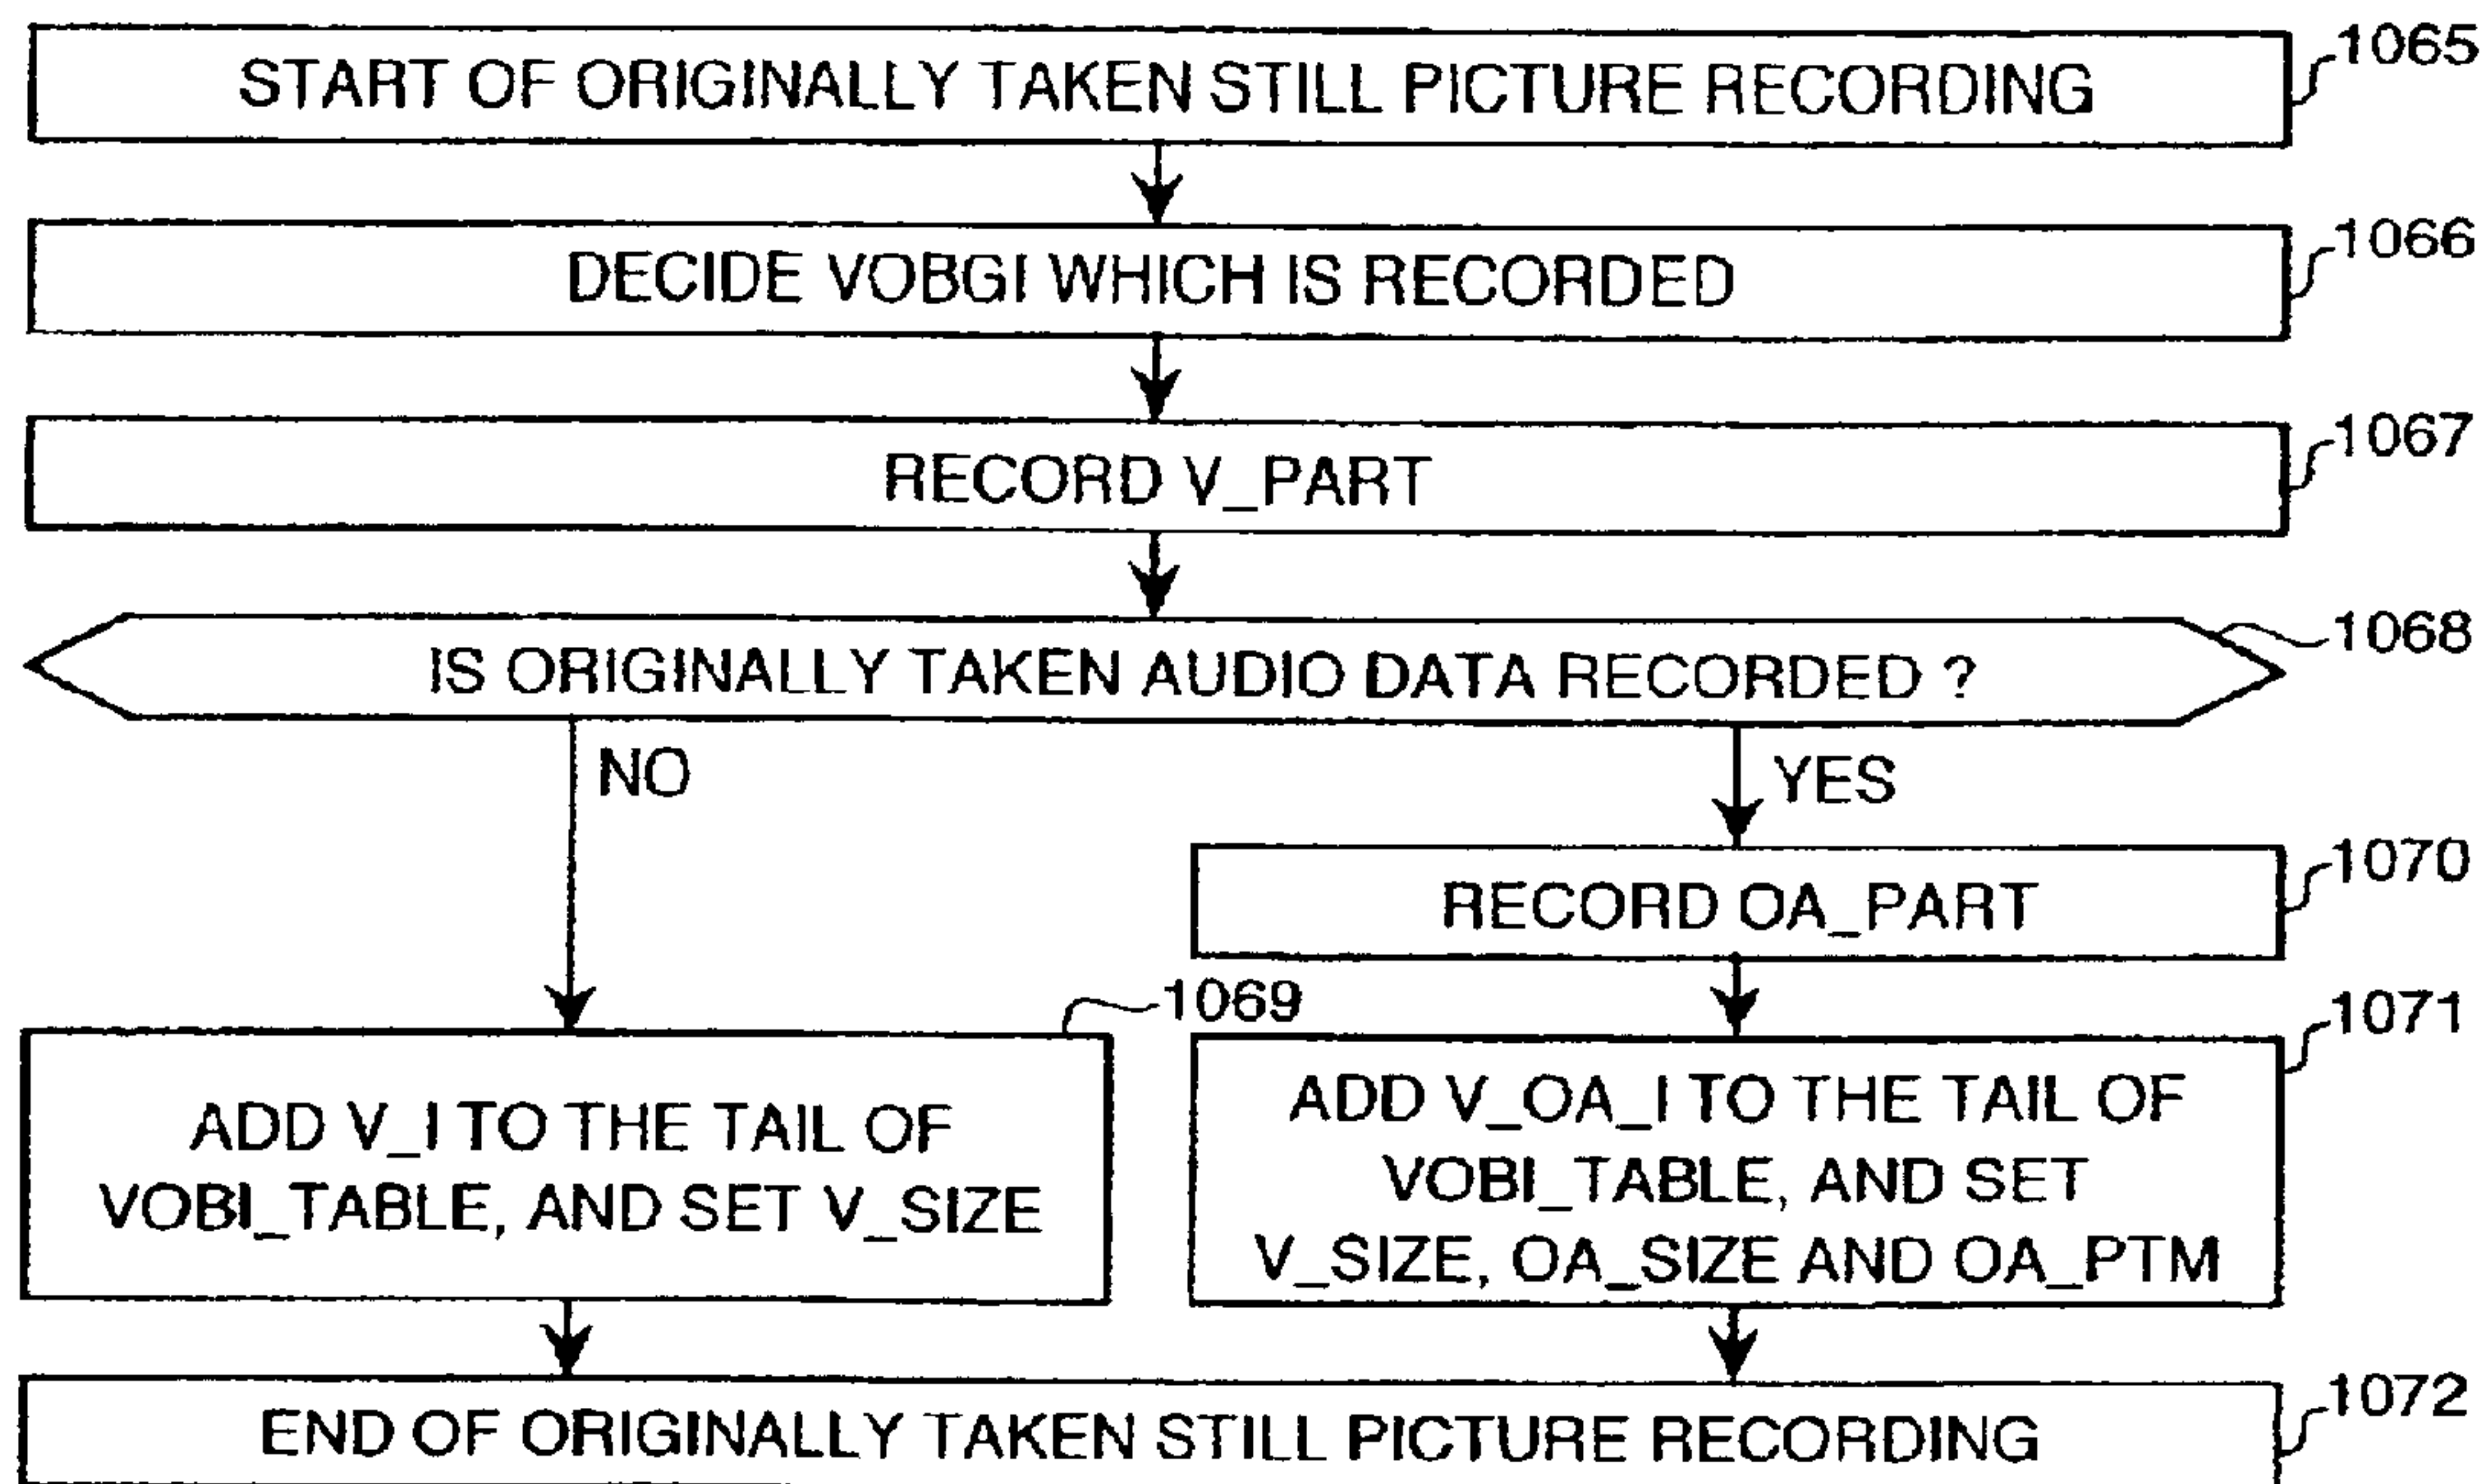 START OF ORIGINALLY TAKEN STILL PICTURE RECORDING
1065
DECIDE VOBGI WHICH IS RECORDED
1066
RECORD V_PART
1067
IS ORIGINALLY TAKEN AUDIO DATA RECORDED ?
1068
NO
YES
RECORD OA_PART
1070
1069
ADD V_I TO THE TAIL OF
VOBI_TABLE, AND SET V_SIZE
1071
ADD V_OA_I TO THE TAIL OF
VOBI_TABLE, AND SET
V_SIZE, OA_SIZE AND OA_PTM
END OF ORIGINALLY TAKEN STILL PICTURE RECORDING
1072